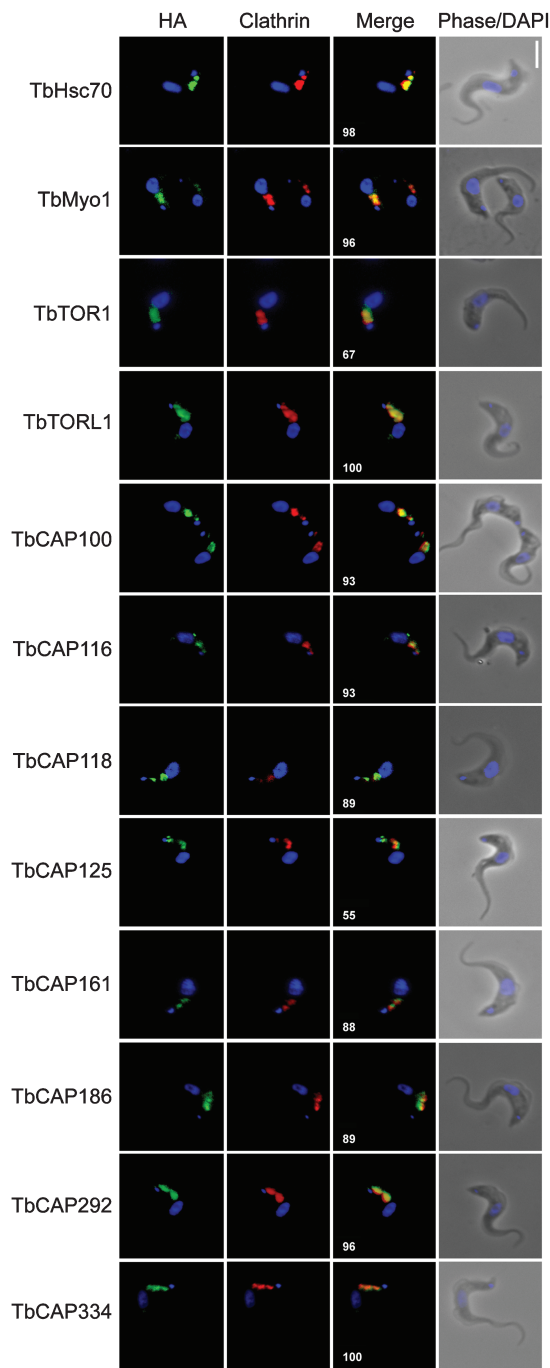 HA Clathrin Merge Phase/DAPI
TbHsc70
98
TbMyo1
96
TbTOR1
67
TbTORL1
100
TbCAP100
93
TbCAP116
93
TbCAP118
89
TbCAP125
55
TbCAP161
88
TbCAP186
89
TbCAP292
96
TbCAP334
100